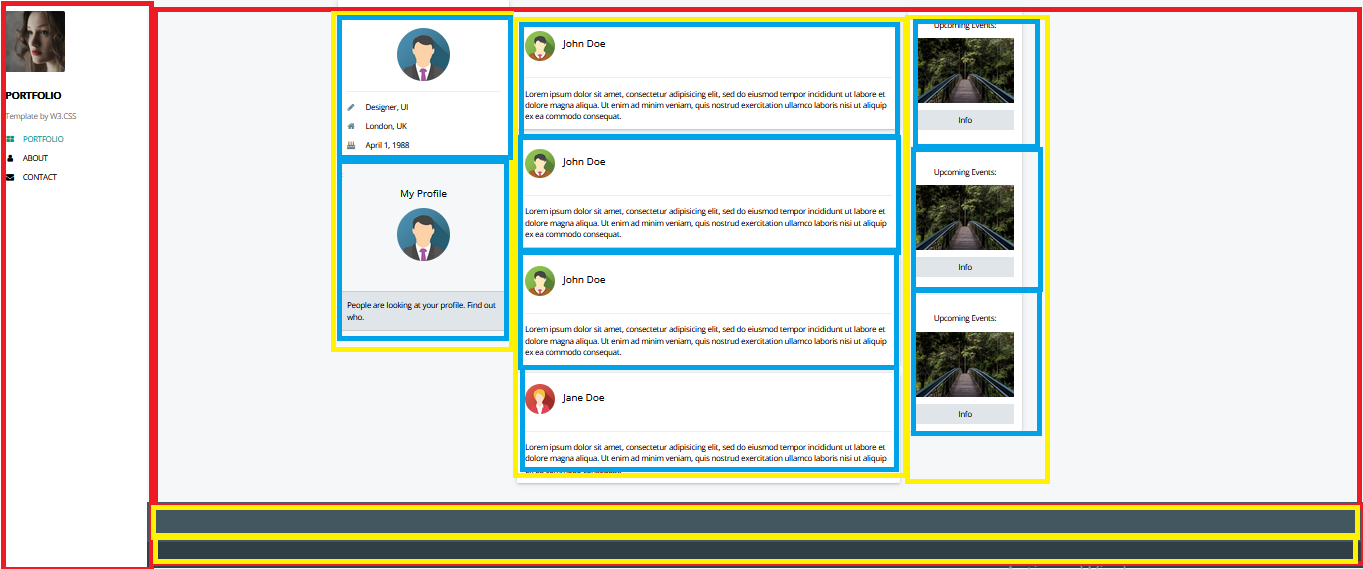 PORTFOLIO
Template by W3.CSS
PORTFOLIO
ABOUT
CONTACT
Designer, UI
London, UK
April 1, 1988
My Profile
People are looking at your profile. Find out
who.
John Doe
Lorem ipsum dolor sit amet, consectetur adipisicing elit, sed do eiusmod tempor incididunt ut labore et
dolore magna aliqua. Ut enim ad minim veniam, quis nostrud exercitation ullamco laboris nisi ut aliquip
ex ea commodo consequat.
John Doe
Lorem ipsum dolor sit amet, consectetur adipisicing elit, sed do eiusmod tempor incididunt ut labore et
dolore magna aliqua. Ut enim ad minim veniam, quis nostrud exercitation ullamco laboris nisi ut aliquip
ex ea commodo consequat.
John Doe
Lorem ipsum dolor sit amet, consectetur adipisicing elit, sed do eiusmod tempor incididunt ut labore et
dolore magna aliqua. Ut enim ad minim veniam, quis nostrud exercitation ullamco laboris nisi ut aliquip
ex ea commodo consequat.
Jane Doe
Lorem ipsum dolor sit amet, consectetur adipisicing elit, sed do eiusmod tempor incididunt ut labore et
dolore magna aliqua. Ut enim ad minim veniam, quis nostrud exercitation ullamco laboris nisi ut aliquip
Upcoming Events:
Info
Upcoming Events:
Info
Upcoming Events:
Info